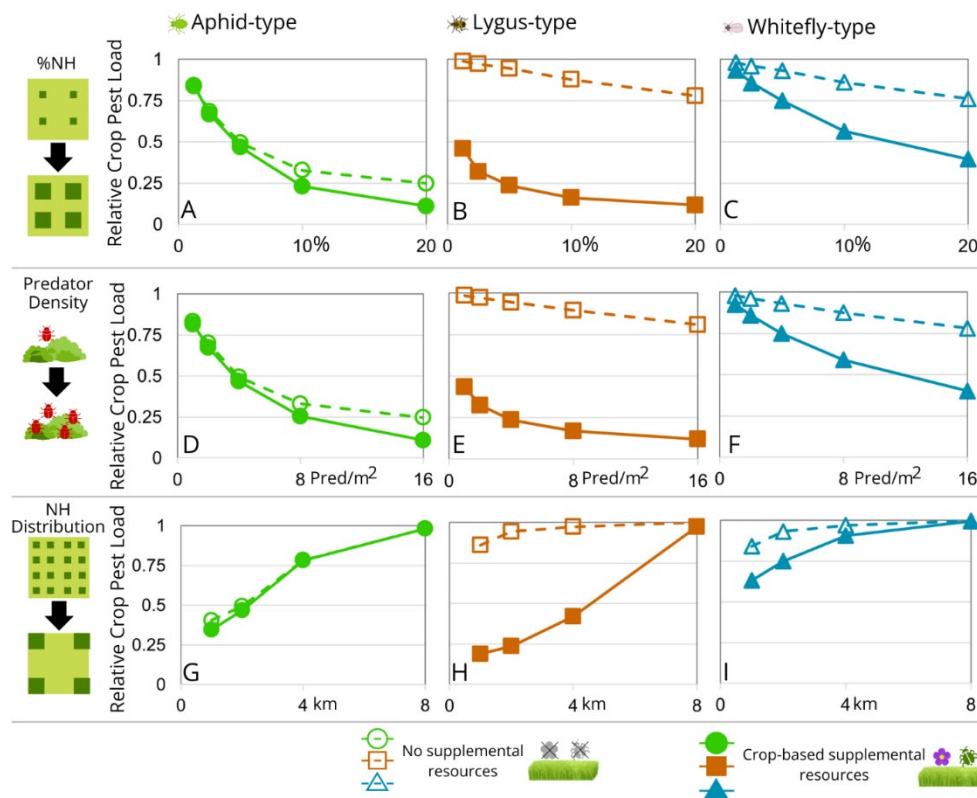 Aphid-type
Lygus-type
Whitefly-type
%NH
Relative Crop Pest Load
1
0.75
0.5
0.25
0
A
0
10%
20
B
0
10%
20
C
0
10%
20
Predator
Density
Relative Crop Pest Load
1
0.75
0.5
0.25
0
D
0
8
Pred/m²
16
E
0
8
Pred/m²
16
F
0
8
Pred/m²
16
NH
Distribution
Relative Crop Pest Load
1
0.75
0.5
0.25
0
G
0
4 km
8
H
0
4 km
8
I
0
4 km
8
No supplemental
resources
Crop-based supplemental
resources